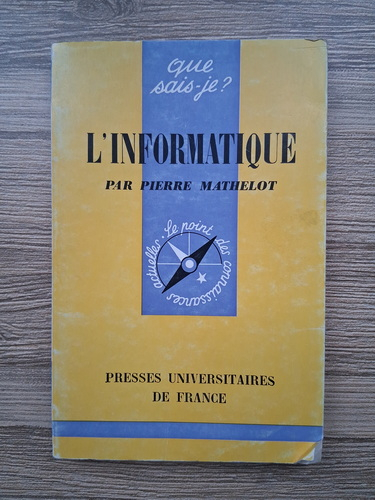 que
sais-je?
L'INFORMATIQUE
PAR PIERRE MATHELOT
Le point des connaissances actuelles.
PRESSES UNIVERSITAIRES
DE FRANCE